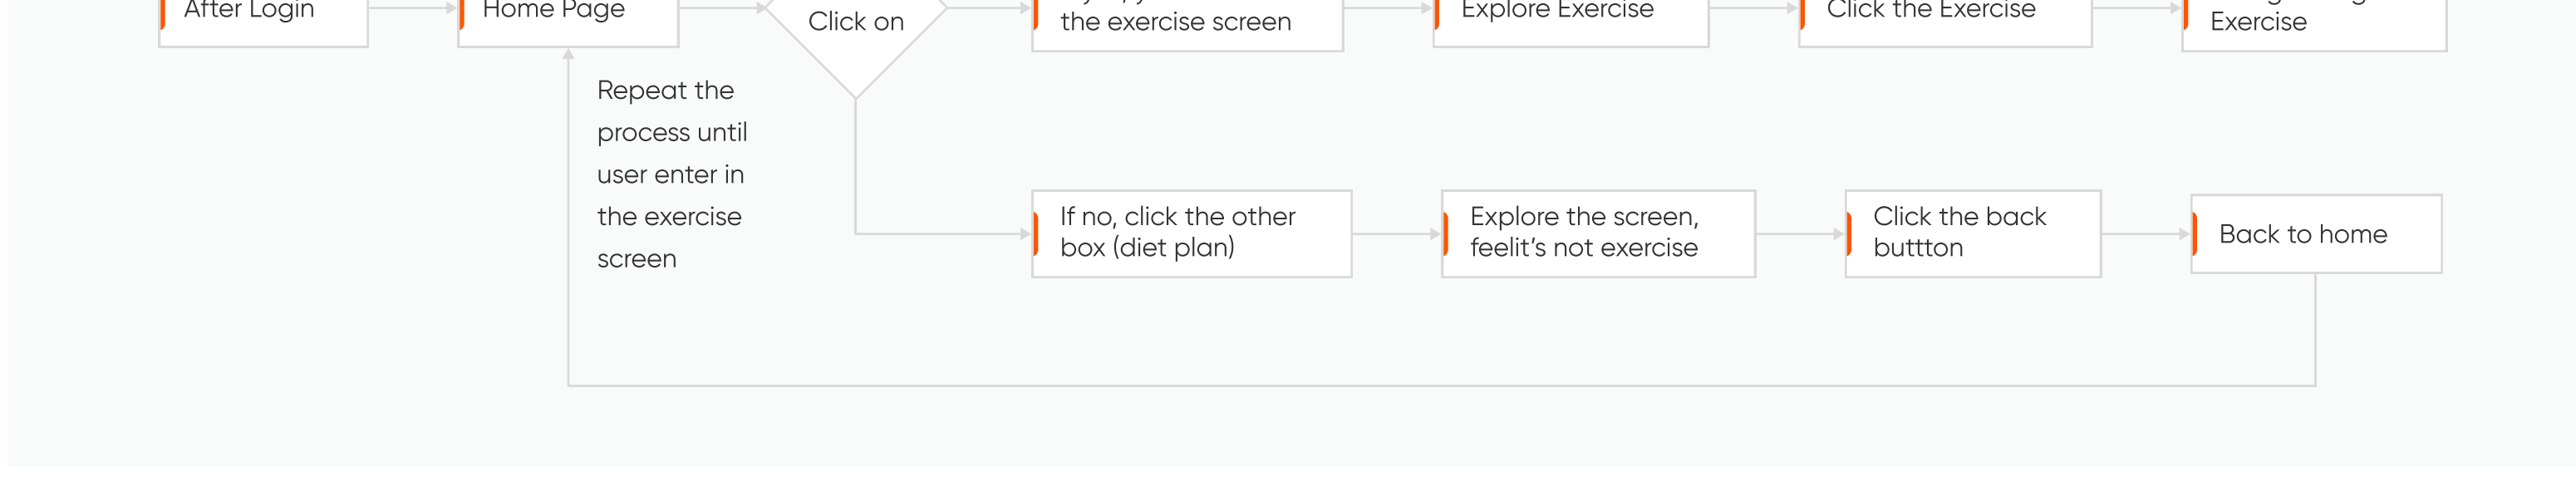 After Login
Home Page
Click on
the exercise screen
Explore Exercise
Click the Exercise
Exercise
Repeat the
process until
user enter in
the exercise
screen
If no, click the other
box (diet plan)
Explore the screen,
feelit's not exercise
Click the back
buttton
Back to home